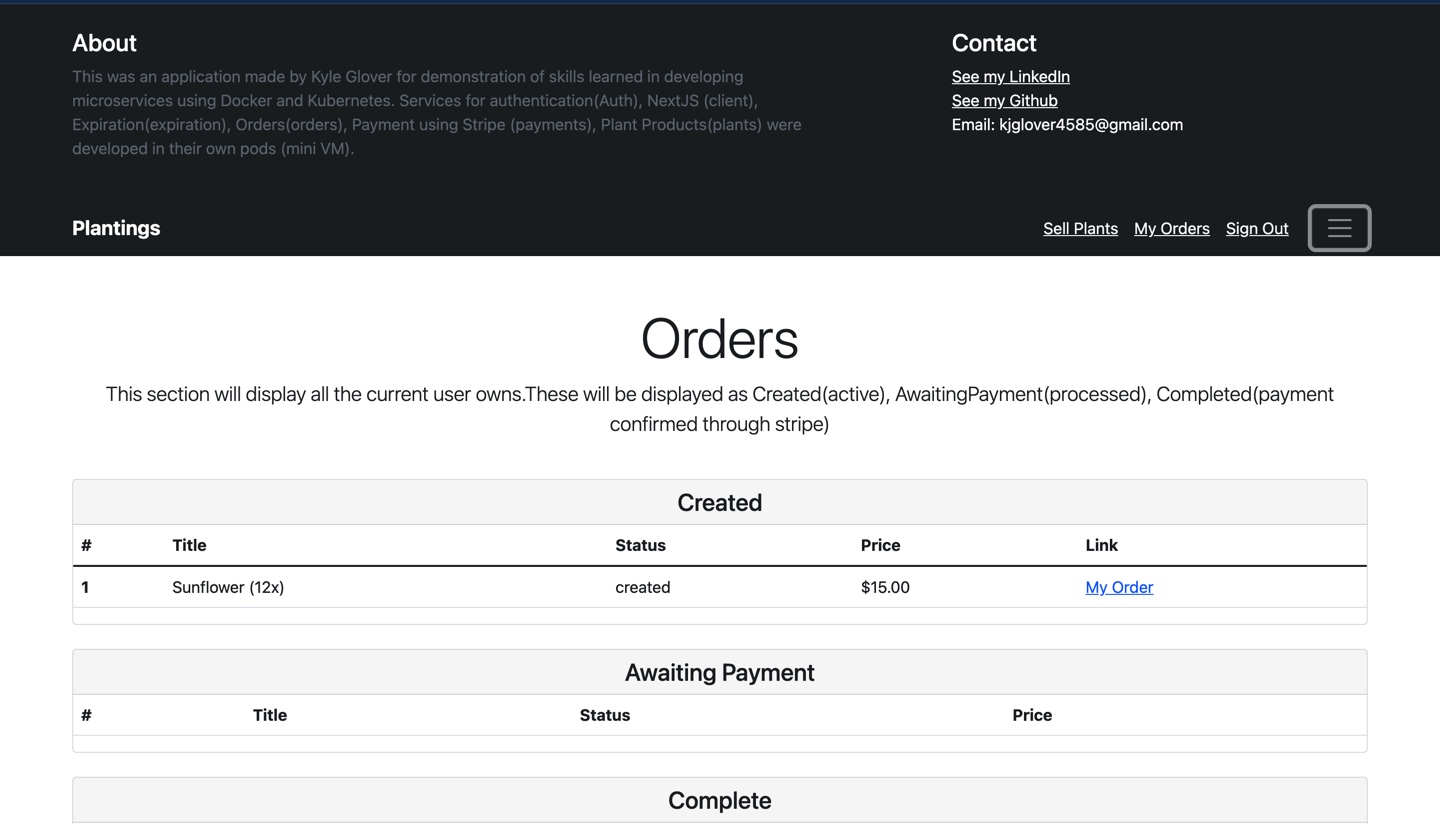 About
This was an application made by Kyle Glover for demonstration of skills learned in developing
microservices using Docker and Kubernetes. Services for authentication(Auth), NextJS (client),
Expiration(expiration), Orders(orders), Payment using Stripe (payments), Plant Products(plants) were
developed in their own pods (mini VM).
Contact
See my LinkedIn
See my Github
Email: kjglover4585@gmail.com
Plantings
Sell Plants My Orders Sign Out
Orders
This section will display all the current user owns.These will be displayed as Created(active), AwaitingPayment(processed), Completed(payment
confirmed through stripe)
Created
# Title Status Price Link
1 Sunflower (12x) created $15.00 My Order
Awaiting Payment
# Title Status Price
Complete